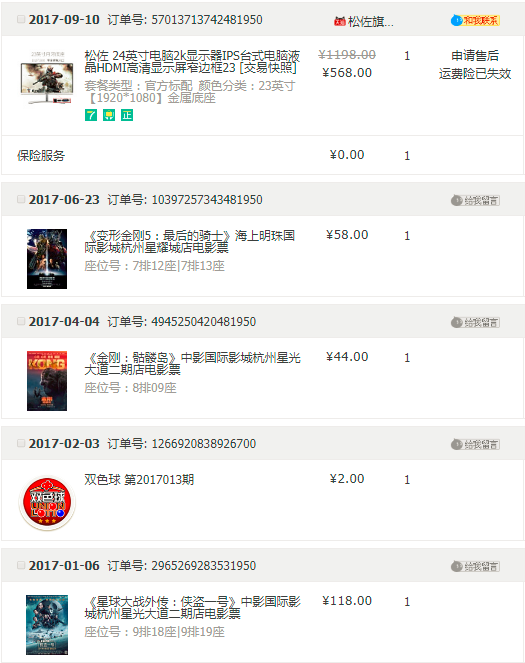 2017-09-10 订单号: 57013713742481950 松佐旗... 和我联系
松佐 24英寸电脑2k显示器IPS台式电脑液
晶HDMI高清显示屏窄边框23 [交易快照]
套餐类型：官方标配 颜色分类：23英寸
【1920*1080】金属底座
7 正
¥1198.00
¥568.00
1
申请售后
运费险已失效
保险服务 ¥0.00 1
2017-06-23 订单号: 10397257343481950 给我留言
《变形金刚5：最后的骑士》海上明珠国
际影城杭州星耀城店电影票
座位号：7排12座|7排13座
¥58.00 1
2017-04-04 订单号: 4945250420481950 给我留言
KONG
《金刚：骷髅岛》中影国际影城杭州星光
大道二期店电影票
座位号：8排09座
¥44.00 1
2017-02-03 订单号: 1266920838926700 给我留言
双色球
UNION
LOTTO
双色球 第2017013期 ¥2.00 1
2017-01-06 订单号: 2965269283531950 给我留言
《星球大战外传：侠盗一号》中影国际影
城杭州星光大道二期店电影票
座位号：9排18座|9排19座
¥118.00 1